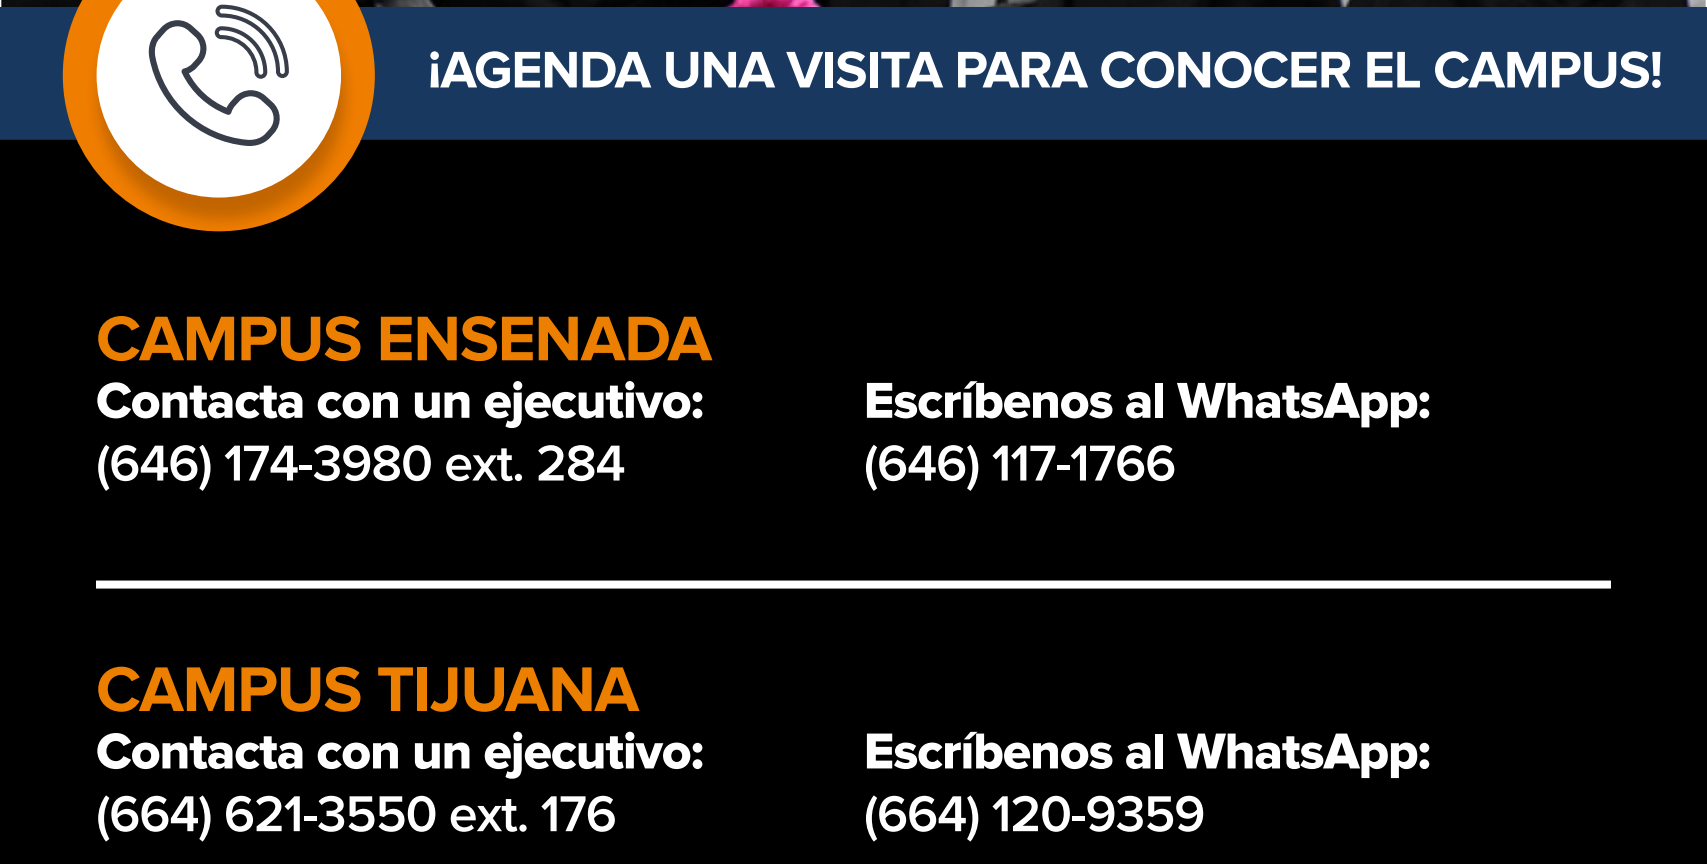 ¡AGENDA UNA VISITA PARA CONOCER EL CAMPUS!
CAMPUS ENSENADA
Contacta con un ejecutivo:
(646) 174-3980 ext. 284
Escríbenos al WhatsApp:
(646) 117-1766
CAMPUS TIJUANA
Contacta con un ejecutivo:
(664) 621-3550 ext. 176
Escríbenos al WhatsApp:
(664) 120-9359